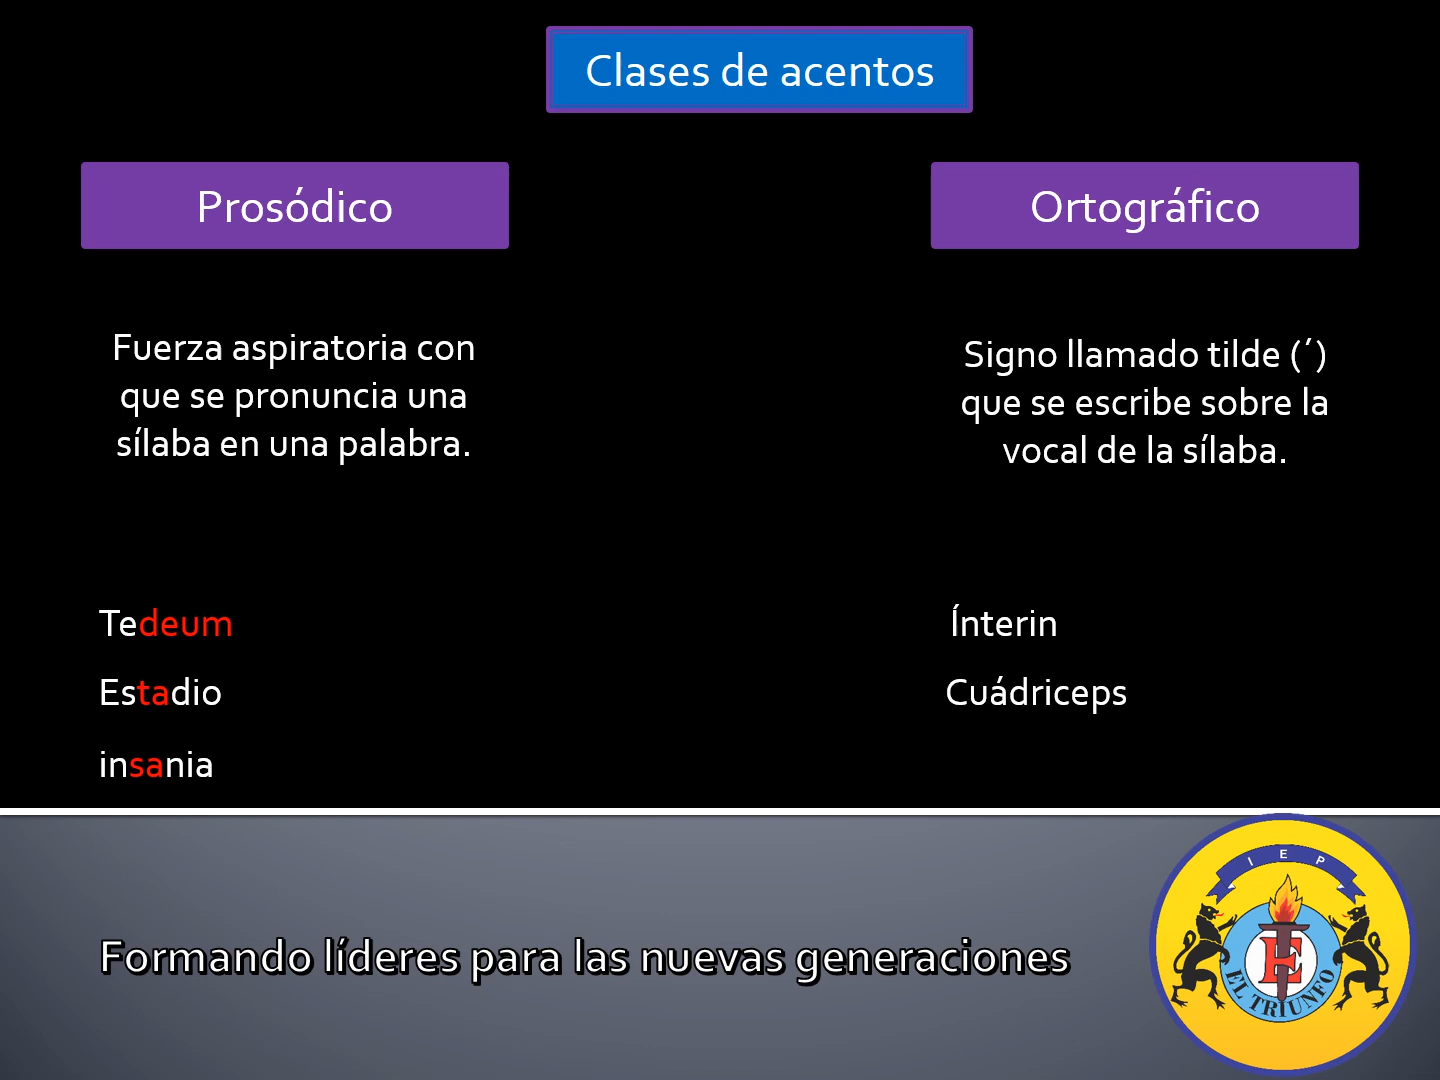 Clases de acentos
Prosódico
Fuerza aspiratoria con
que se pronuncia una
sílaba en una palabra.
Tedeum
Estadio
insania
Ortográfico
Signo llamado tilde (´)
que se escribe sobre la
vocal de la sílaba.
Ínterin
Cuádriceps
Formando líderes para las nuevas generaciones
I E P
E
EL TRIUNFO